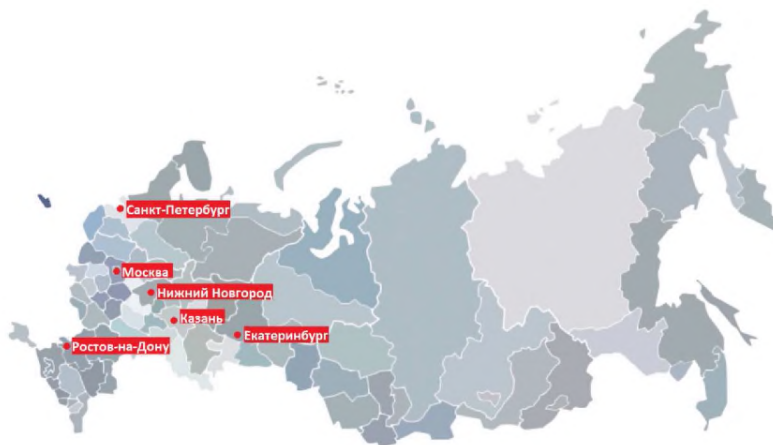 Санкт-Петербург
Москва
Нижний Новгород
Казань
Екатеринбург
Ростов-на-Дону